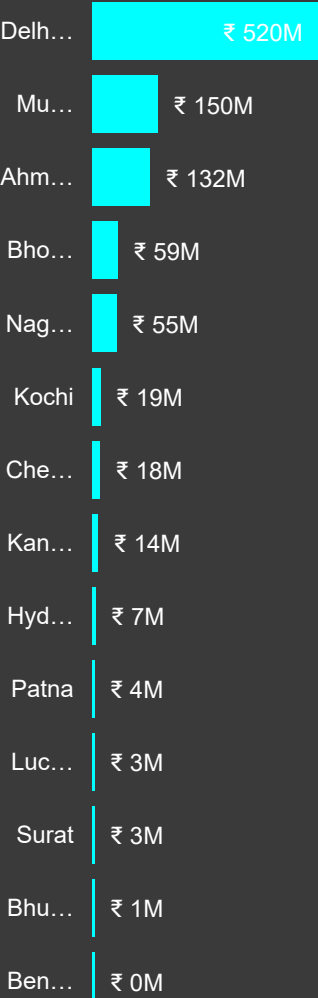 Delh… ₹ 520M
Mu… ₹ 150M
Ahm… ₹ 132M
Bho… ₹ 59M
Nag… ₹ 55M
Kochi ₹ 19M
Che… ₹ 18M
Kan… ₹ 14M
Hyd… ₹ 7M
Patna ₹ 4M
Luc… ₹ 3M
Surat ₹ 3M
Bhu… ₹ 1M
Ben… ₹ 0M